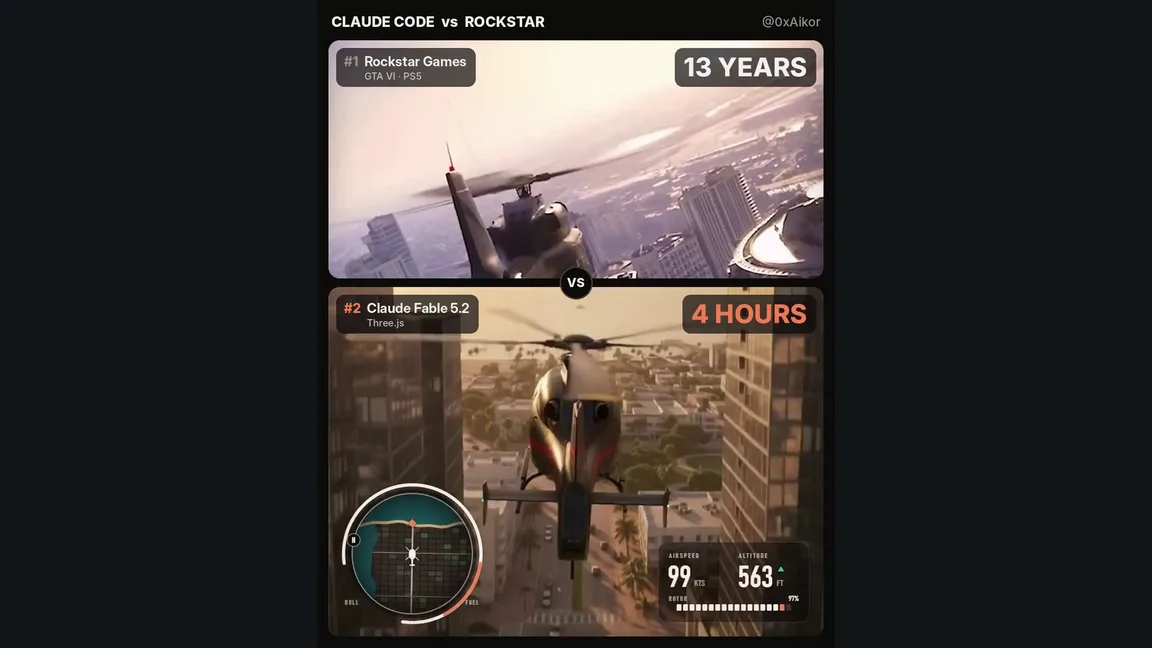 CLAUDE CODE vs ROCKSTAR
@0xAikor
#1 Rockstar Games
GTA VI · PS5
13 YEARS
VS
#2 Claude Fable 5.2
Three.js
4 HOURS
N
BULL
FUEL
AIRSPEED
ALTITUDE
99 KTS
563 FT
ROTOR
97%